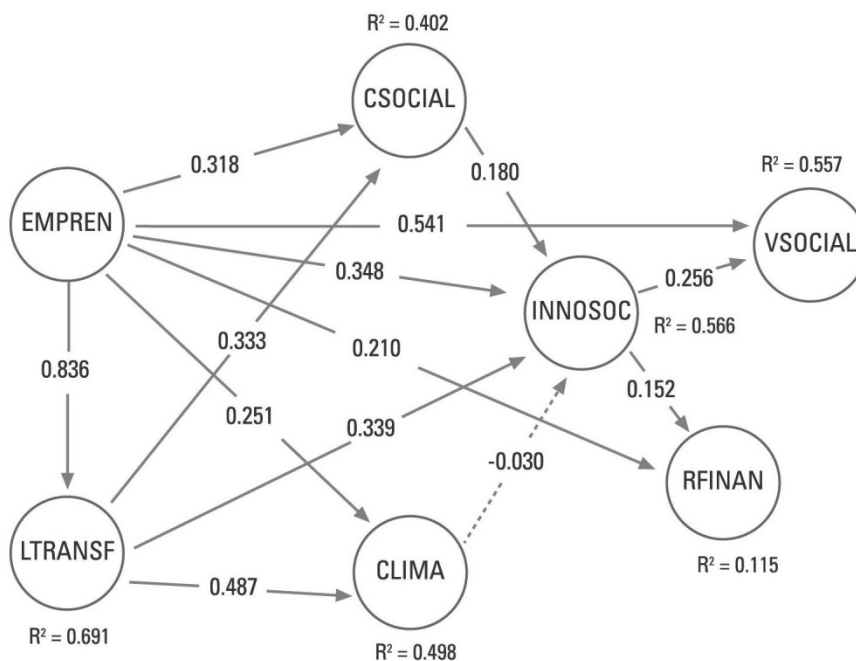 R² = 0.402
CSOCIAL
0.318
0.180
R² = 0.557
EMPREN
0.541
VSOCIAL
0.348
0.256
INNOSOC
R² = 0.566
0.333
0.210
0.836
0.152
0.251
0.339
-0.030
RFINAN
LTRANSF
CLIMA
0.487
R² = 0.115
R² = 0.691
R² = 0.498